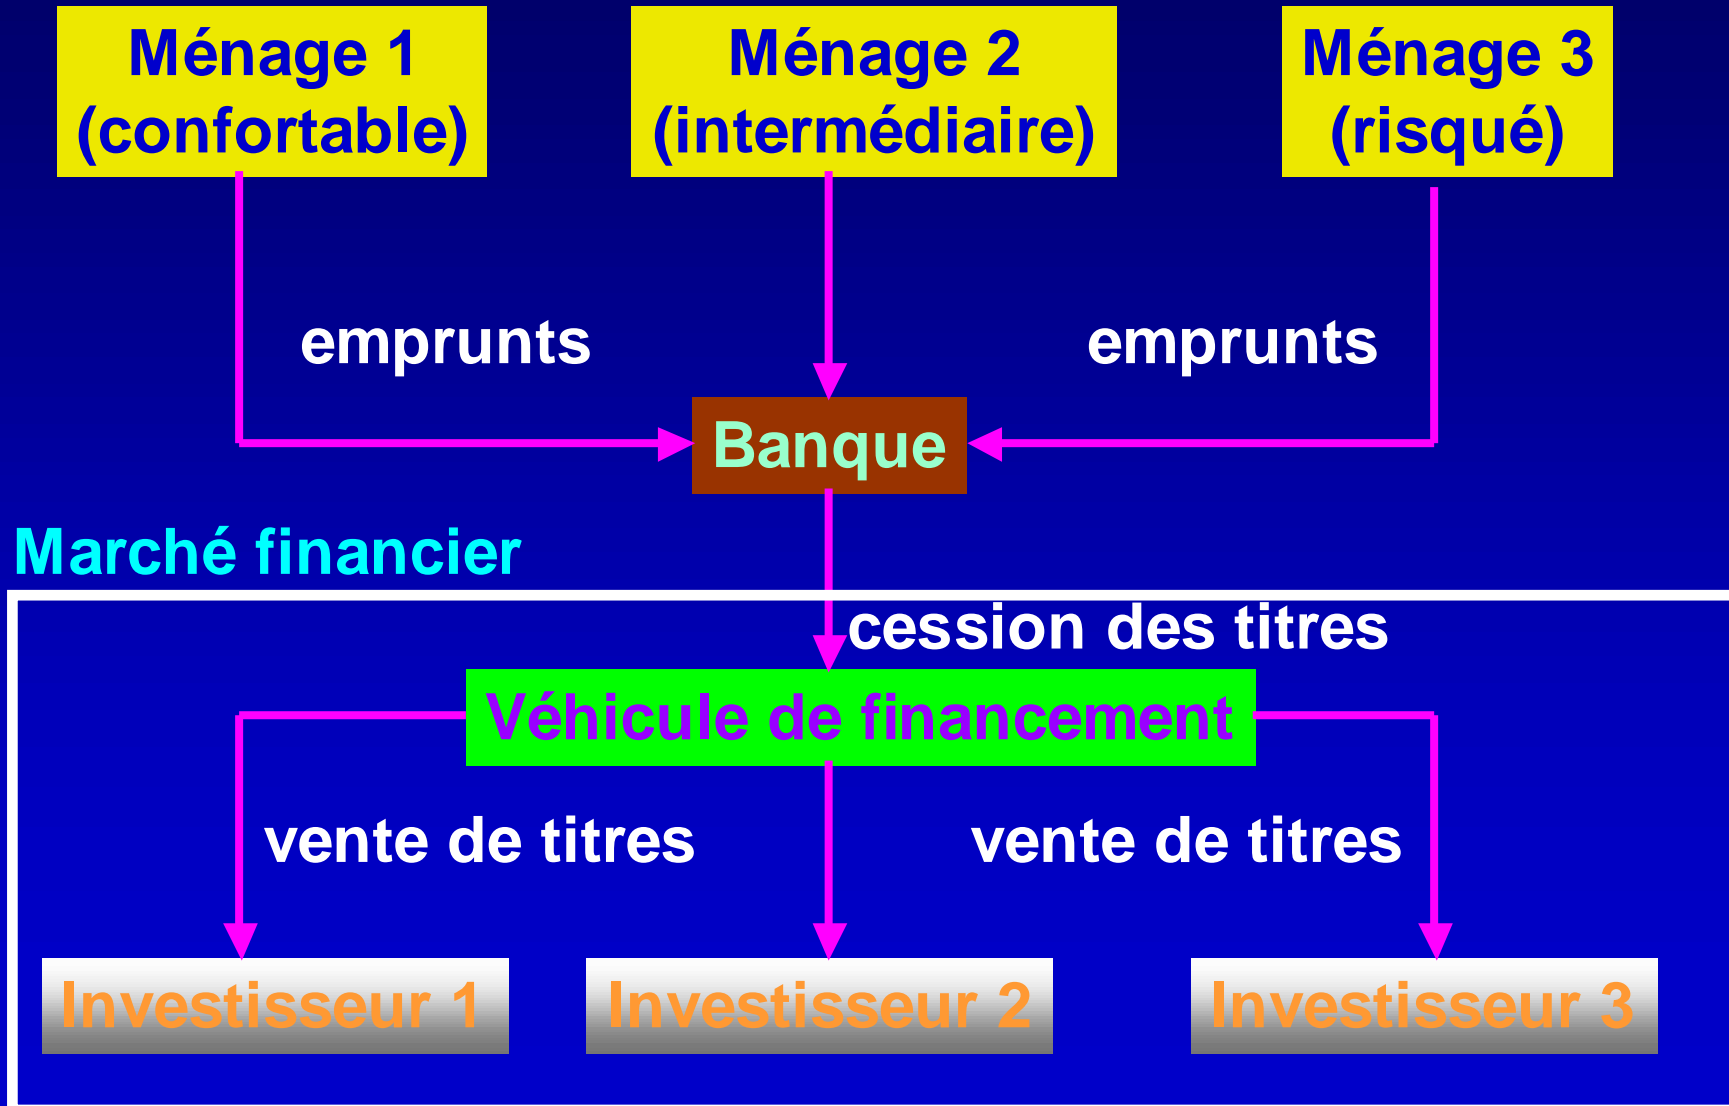 Ménage 1
(confortable)
Ménage 2
(intermédiaire)
Ménage 3
(risqué)
emprunts
emprunts
Banque
Marché financier
cession des titres
Véhicule de financement
vente de titres
vente de titres
Investisseur 1
Investisseur 2
Investisseur 3